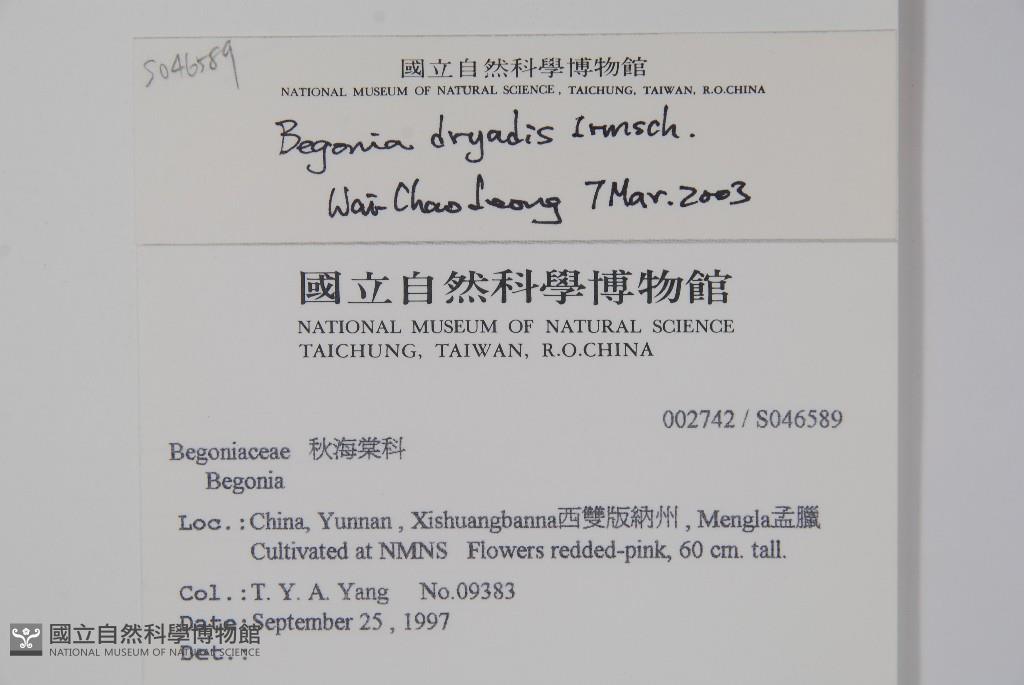 S046589
國立自然科學博物館
NATIONAL MUSEUM OF NATURAL SCIENCE, TAICHUNG, TAIWAN, R.O.CHINA
Begonia dryadis Irmsch.
Wai-Chao Leong 7 Mar. 2003
國立自然科學博物館
NATIONAL MUSEUM OF NATURAL SCIENCE
TAICHUNG, TAIWAN, R.O.CHINA
002742 / S046589
Begoniaceae 秋海棠科
Begonia
Loc.: China, Yunnan , Xishuangbanna西雙版納州 , Mengla孟臘
Cultivated at NMNS Flowers redded-pink, 60 cm. tall.
Col.: T. Y. A. Yang No.09383
Date: September 25 , 1997
Det.:
國立自然科學博物館
NATIONAL MUSEUM OF NATURAL SCIENCE